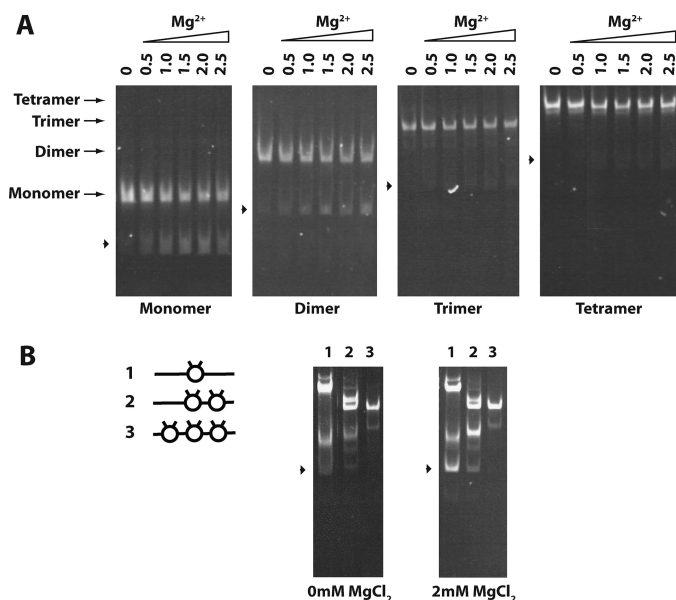 A
Mg2+ Mg2+ Mg2+ Mg2+
0 0.5 1.0 1.5 2.0 2.5 0 0.5 1.0 1.5 2.0 2.5 0 0.5 1.0 1.5 2.0 2.5 0 0.5 1.0 1.5 2.0 2.5
Tetramer
Trimer
Dimer
Monomer
Monomer Dimer Trimer Tetramer
B
1 2 3 1 2 3
1
2
3
0mM MgCl2 2mM MgCl2